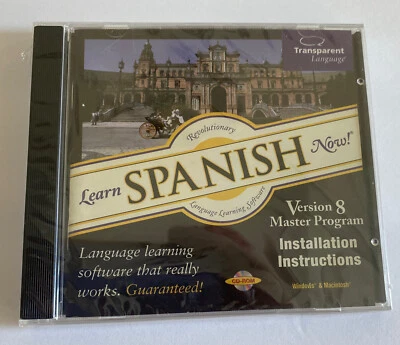 Transparent
Language
Revolutionary
Learn SPANISH Now!®
Language Learning Software
Version 8
Master Program
Installation
Instructions
Language learning
software that really
works. Guaranteed!
CD-ROM
Windows® & Macintosh®